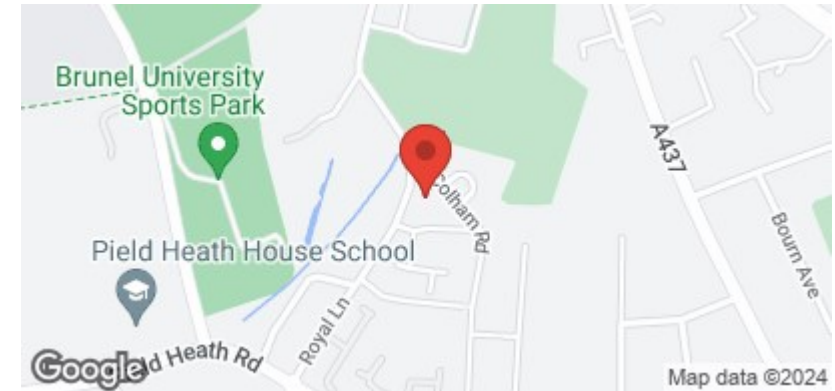 Brunel University
Sports Park
A437
Colham Rd
Bourn Ave
Pield Heath House School
Royal Ln
Google
Pield Heath Rd
Map data ©2024